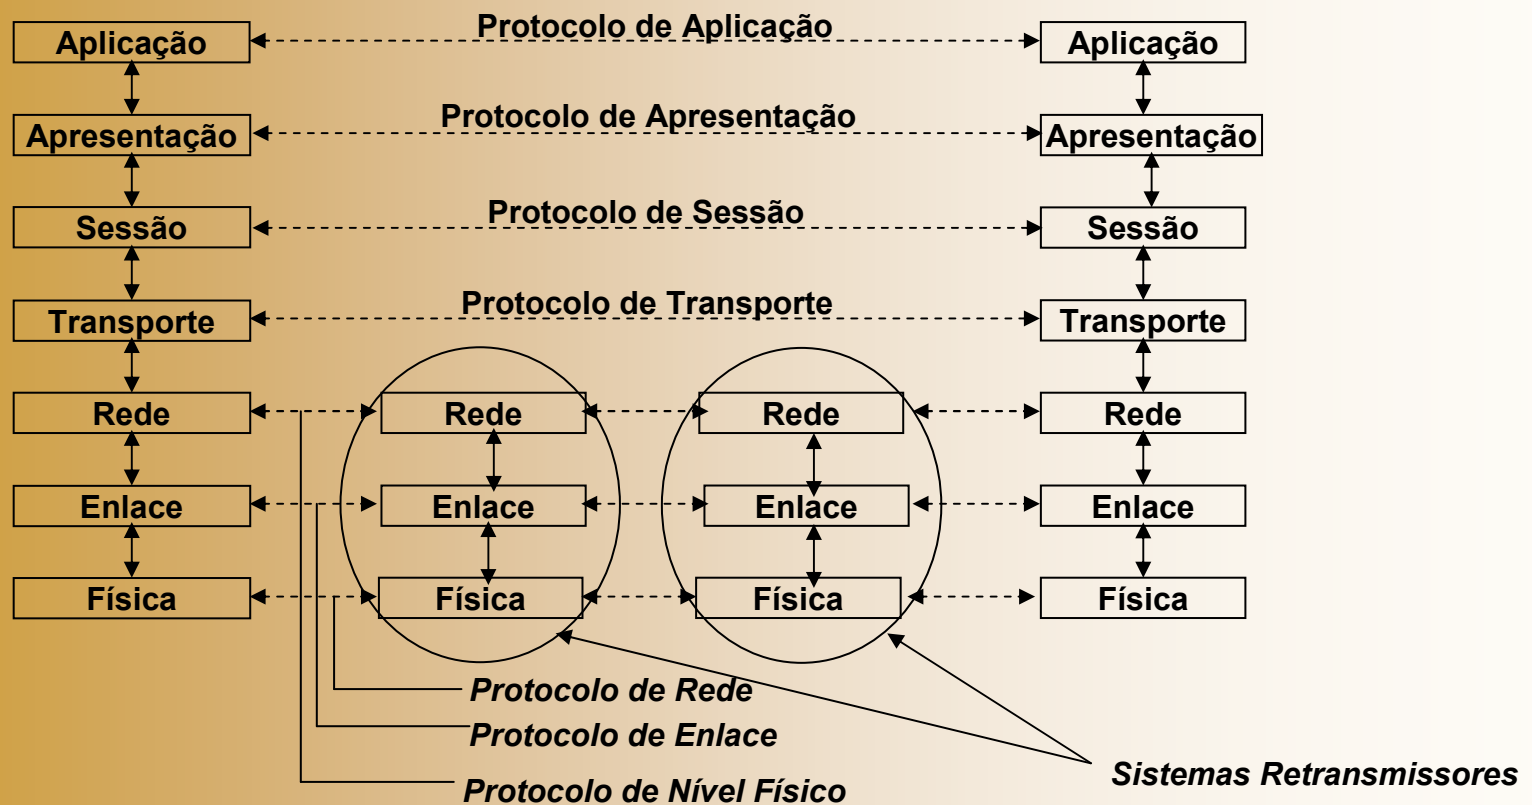 Protocolo de Aplicação
Aplicação
Aplicação
Protocolo de Apresentação
Apresentação
Apresentação
Protocolo de Sessão
Sessão
Sessão
Protocolo de Transporte
Transporte
Transporte
Rede
Rede
Rede
Rede
Enlace
Enlace
Enlace
Enlace
Física
Física
Física
Física
Protocolo de Rede
Protocolo de Enlace
Protocolo de Nível Físico
Sistemas Retransmissores